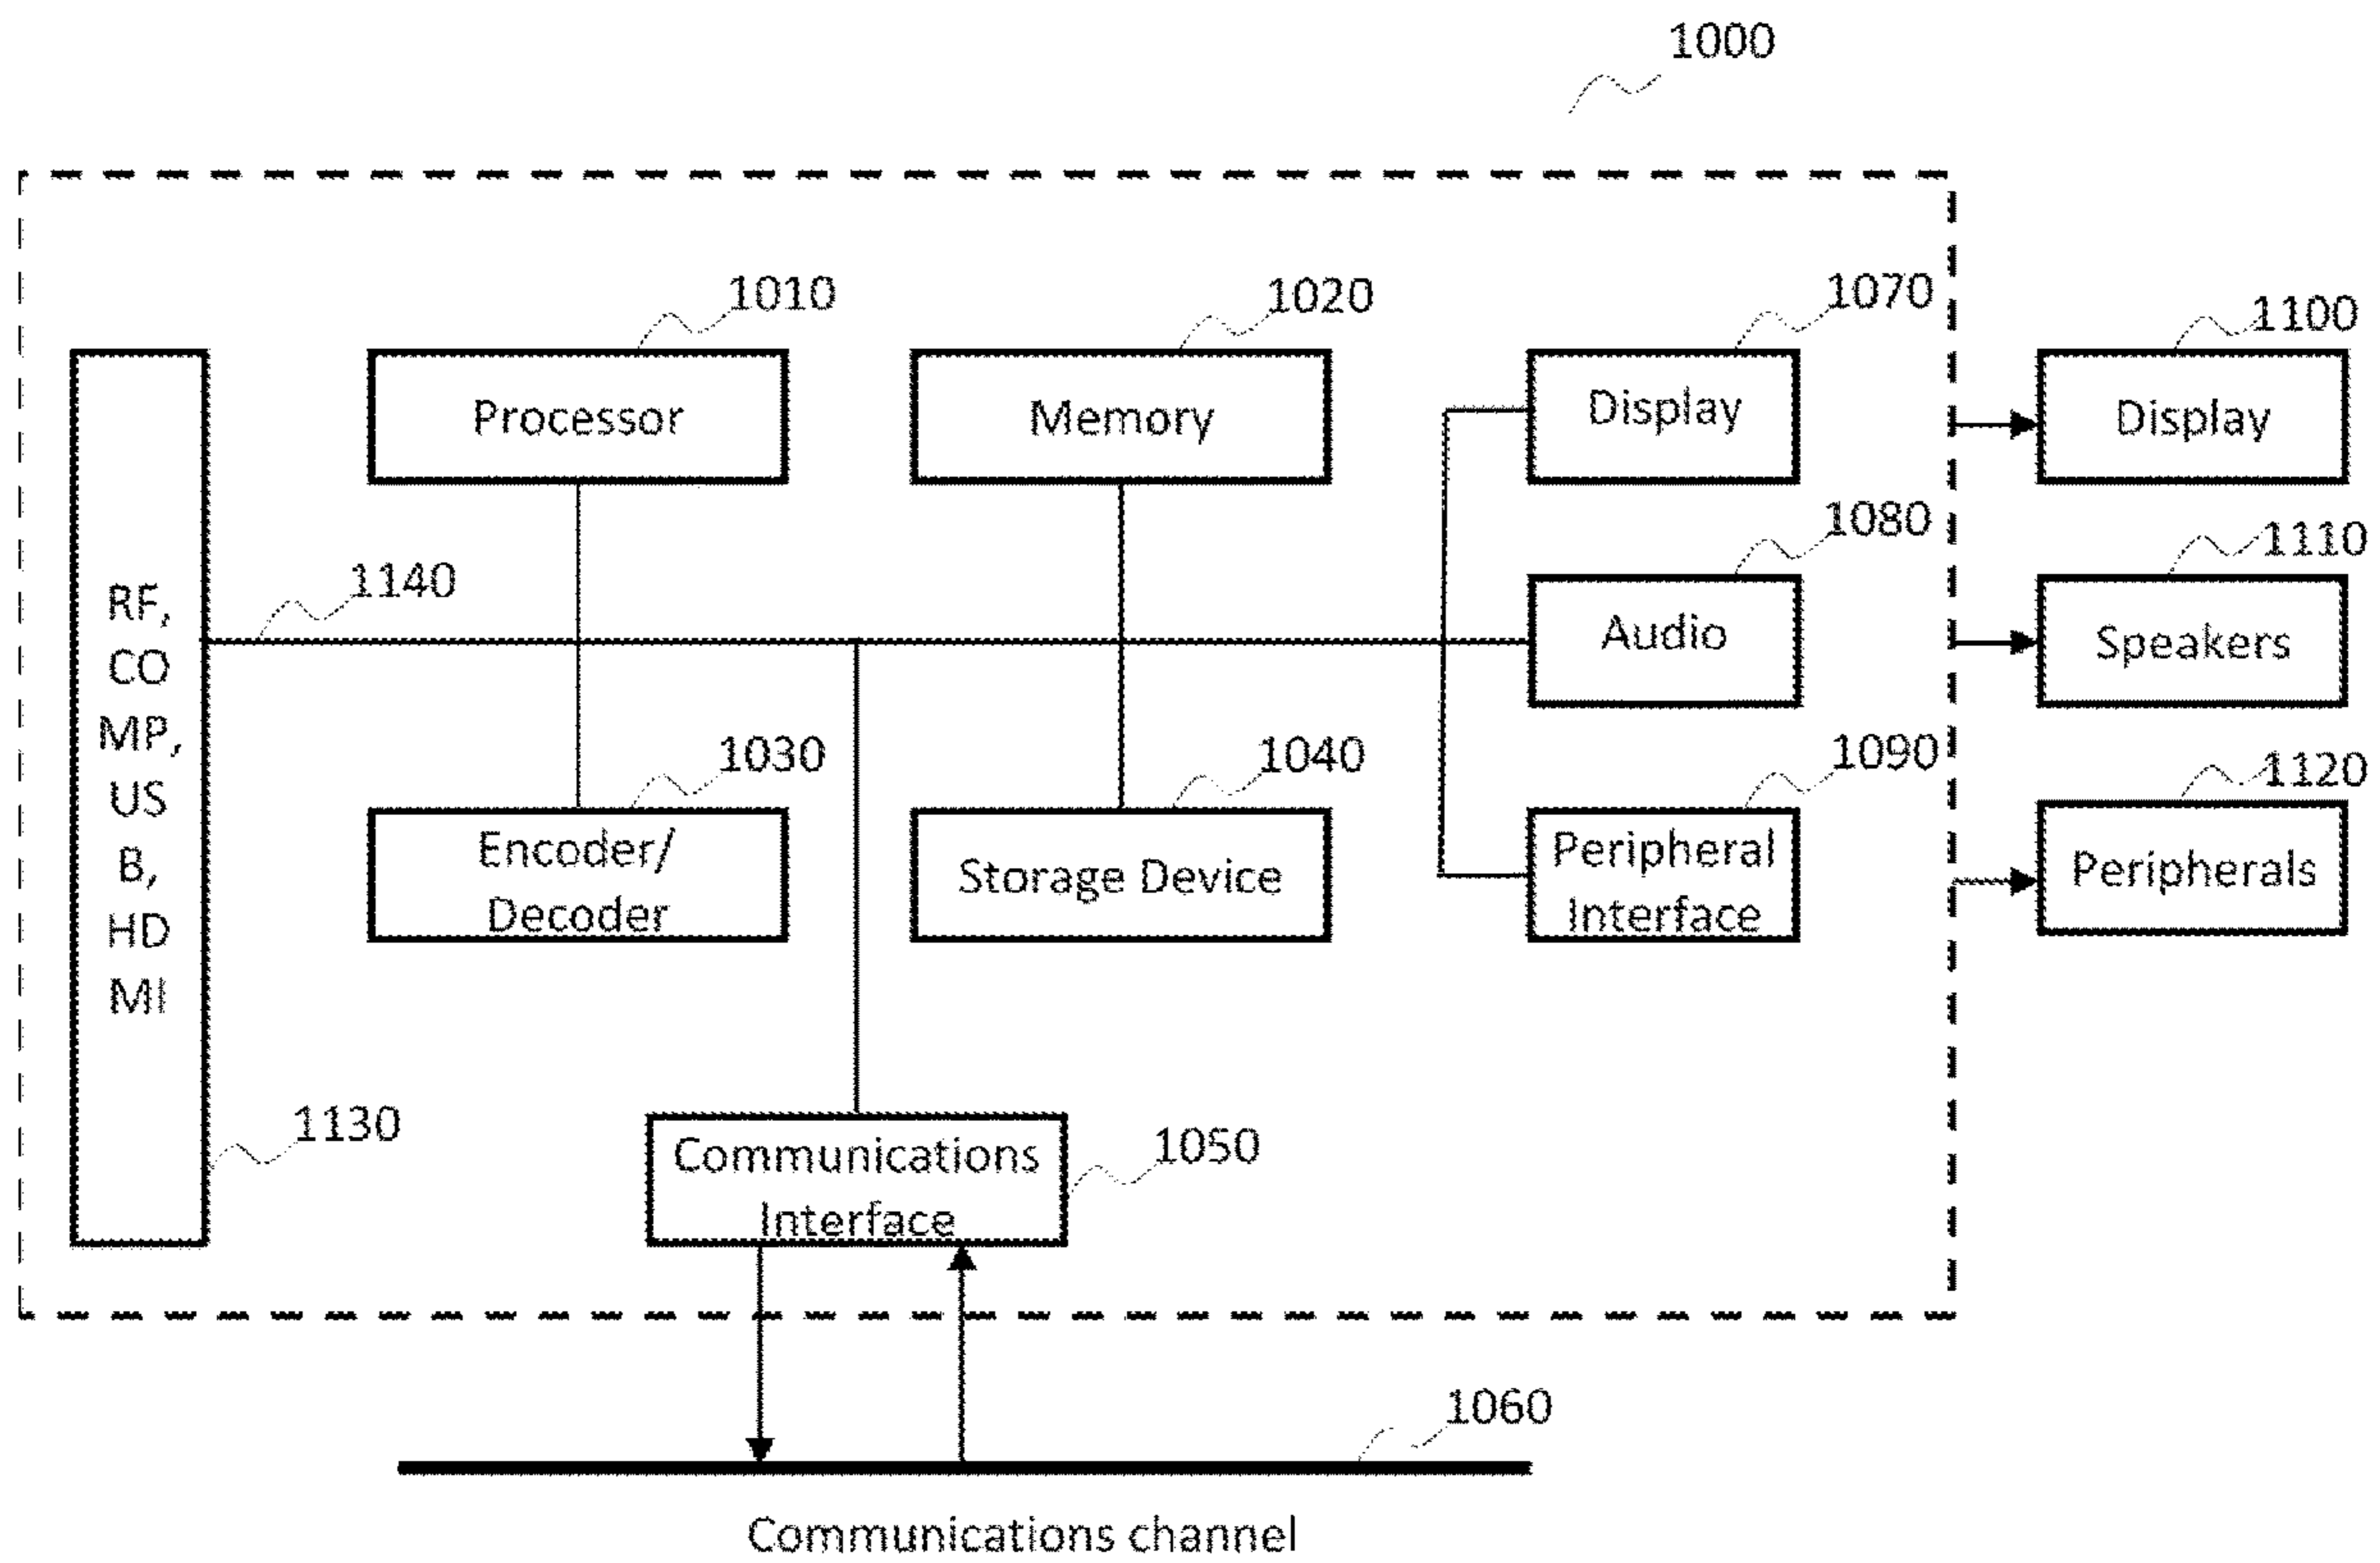 1000
1010
1020
1070
1100
Processor
Memory
Display
Display
1080
1110
1140
RF,
CO
MP,
US
B,
HD
MI
Audio
Speakers
1030
1040
1090
1120
Encoder/
Decoder
Storage Device
Peripheral
Interface
Peripherals
1130
1050
Communications
Interface
1060
Communications channel